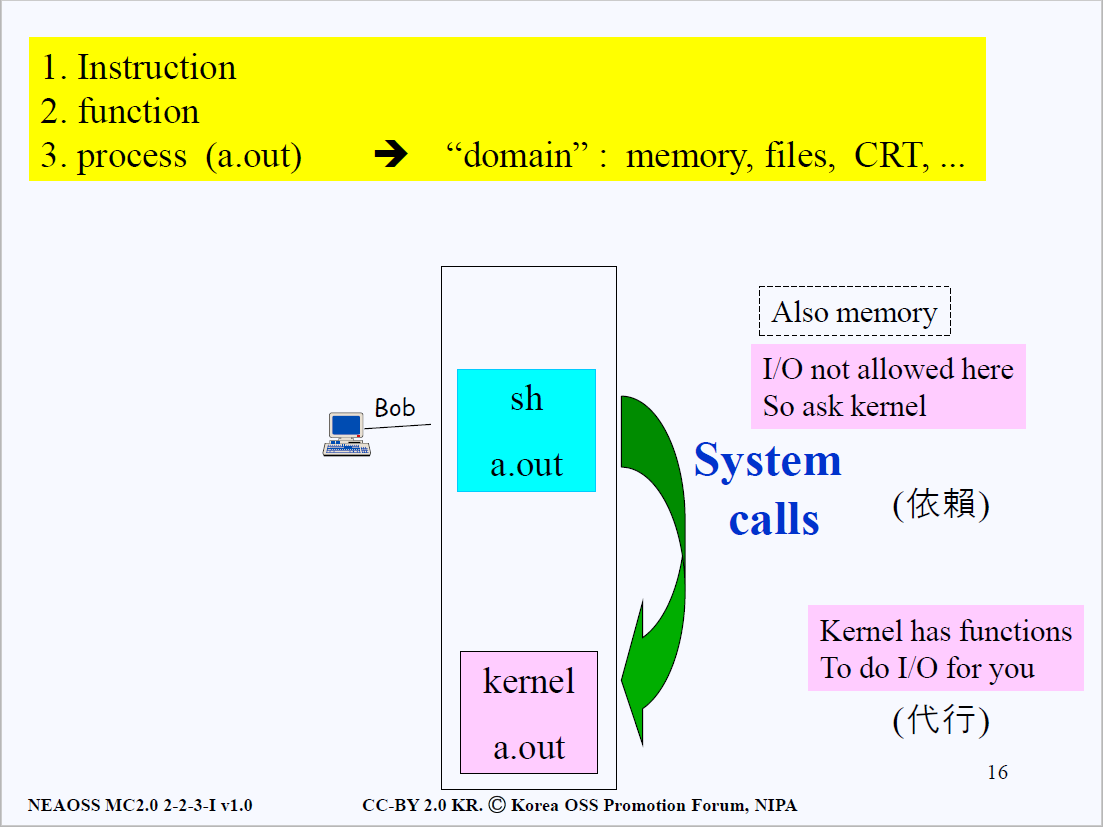 1. Instruction
2. function
3. process (a.out) ➔ “domain” : memory, files, CRT, ...
Also memory
I/O not allowed here
So ask kernel
Bob
sh
a.out
System
calls
(依賴)
Kernel has functions
To do I/O for you
kernel
a.out
(代行)
16
NEAOSS MC2.0 2-2-3-I v1.0
CC-BY 2.0 KR. Ⓒ Korea OSS Promotion Forum, NIPA